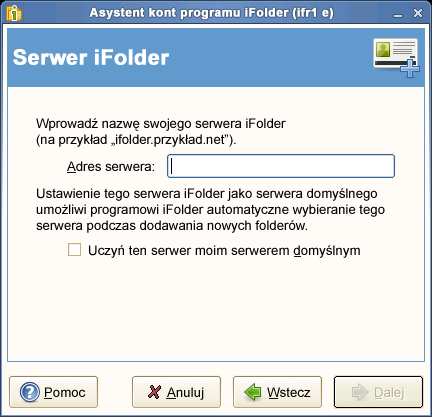 Asystent kont programu iFolder (ifr1 e)
Serwer iFolder
Wprowadź nazwę swojego serwera iFolder
(na przykład „ifolder.przykład.net”).
Adres serwera:
Ustawienie tego serwera iFolder jako serwera domyślnego
umożliwi programowi iFolder automatyczne wybieranie tego
serwera podczas dodawania nowych folderów.
Uczyń ten serwer moim serwerem domyślnym
Pomoc Anuluj Wstecz Dalej